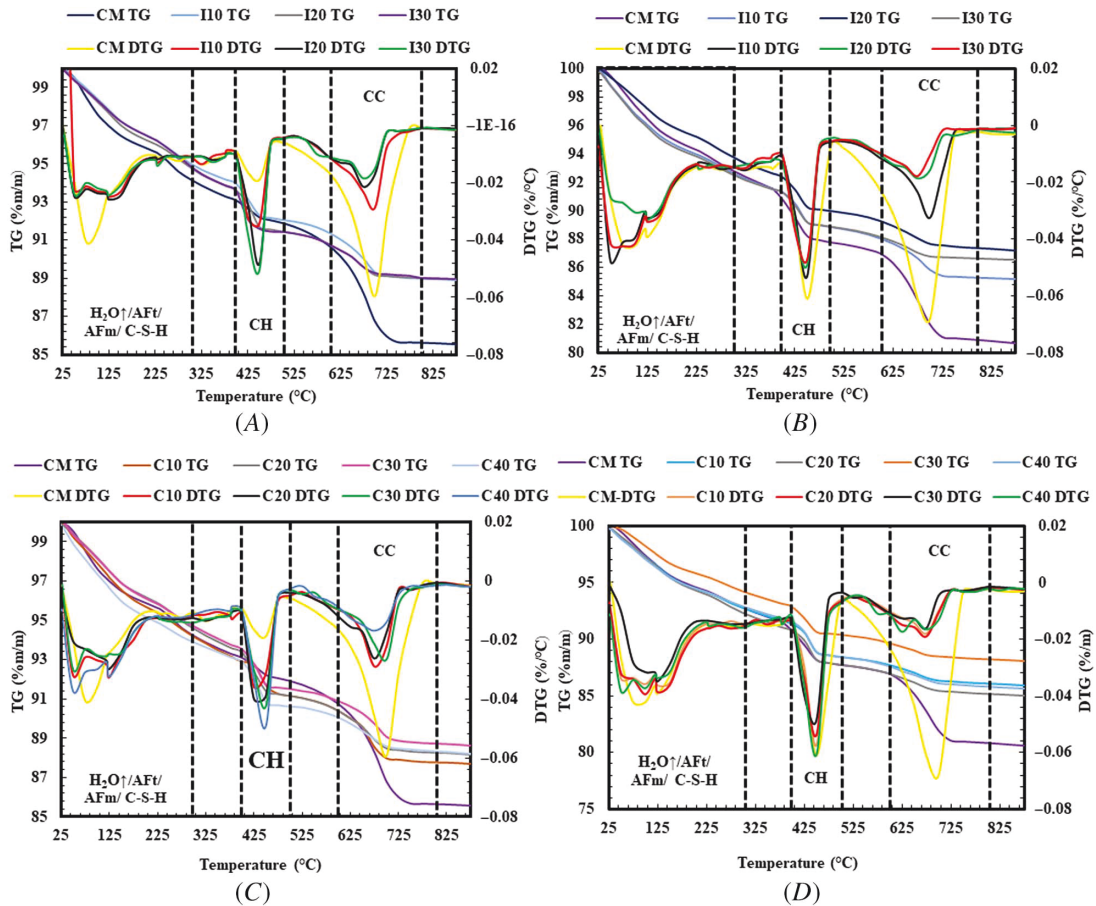 CM TG I10 TG I20 TG I30 TG
CM DTG I10 DTG I20 DTG I30 DTG
TG (%m/m)
99
97
95
93
91
89
87
85
0.02
−1E-16
−0.02
−0.04
−0.06
−0.08
DTG (%/°C)
CC
CH
H₂O↑/AFt/
AFm/ C-S-H
25 125 225 325 425 525 625 725 825
Temperature (°C)
(A)
CM TG I10 TG I20 TG I30 TG
CM DTG I10 DTG I20 DTG I30 DTG
TG (%m/m)
100
98
96
94
92
90
88
86
84
82
80
0.02
0
−0.02
−0.04
−0.06
−0.08
DTG (%/°C)
CC
CH
H₂O↑/AFt/
AFm/ C-S-H
25 125 225 325 425 525 625 725 825
Temperature (°C)
(B)
CM TG C10 TG C20 TG C30 TG C40 TG
CM DTG C10 DTG C20 DTG C30 DTG C40 DTG
TG (%m/m)
99
97
95
93
91
89
87
85
0.02
0
−0.02
−0.04
−0.06
−0.08
DTG (%/°C)
CC
CH
H₂O↑/AFt/
AFm/ C-S-H
25 125 225 325 425 525 625 725 825
Temperature (°C)
(C)
CM TG C10 TG C20 TG C30 TG C40 TG
CM-DTG C10 DTG C20 DTG C30 DTG C40 DTG
TG (%m/m)
100
95
90
85
80
75
0.02
0
−0.02
−0.04
−0.06
−0.08
DTG (%/m)
CC
CH
H₂O↑/AFt/
AFm/ C-S-H
25 125 225 325 425 525 625 725 825
Temperature (°C)
(D)